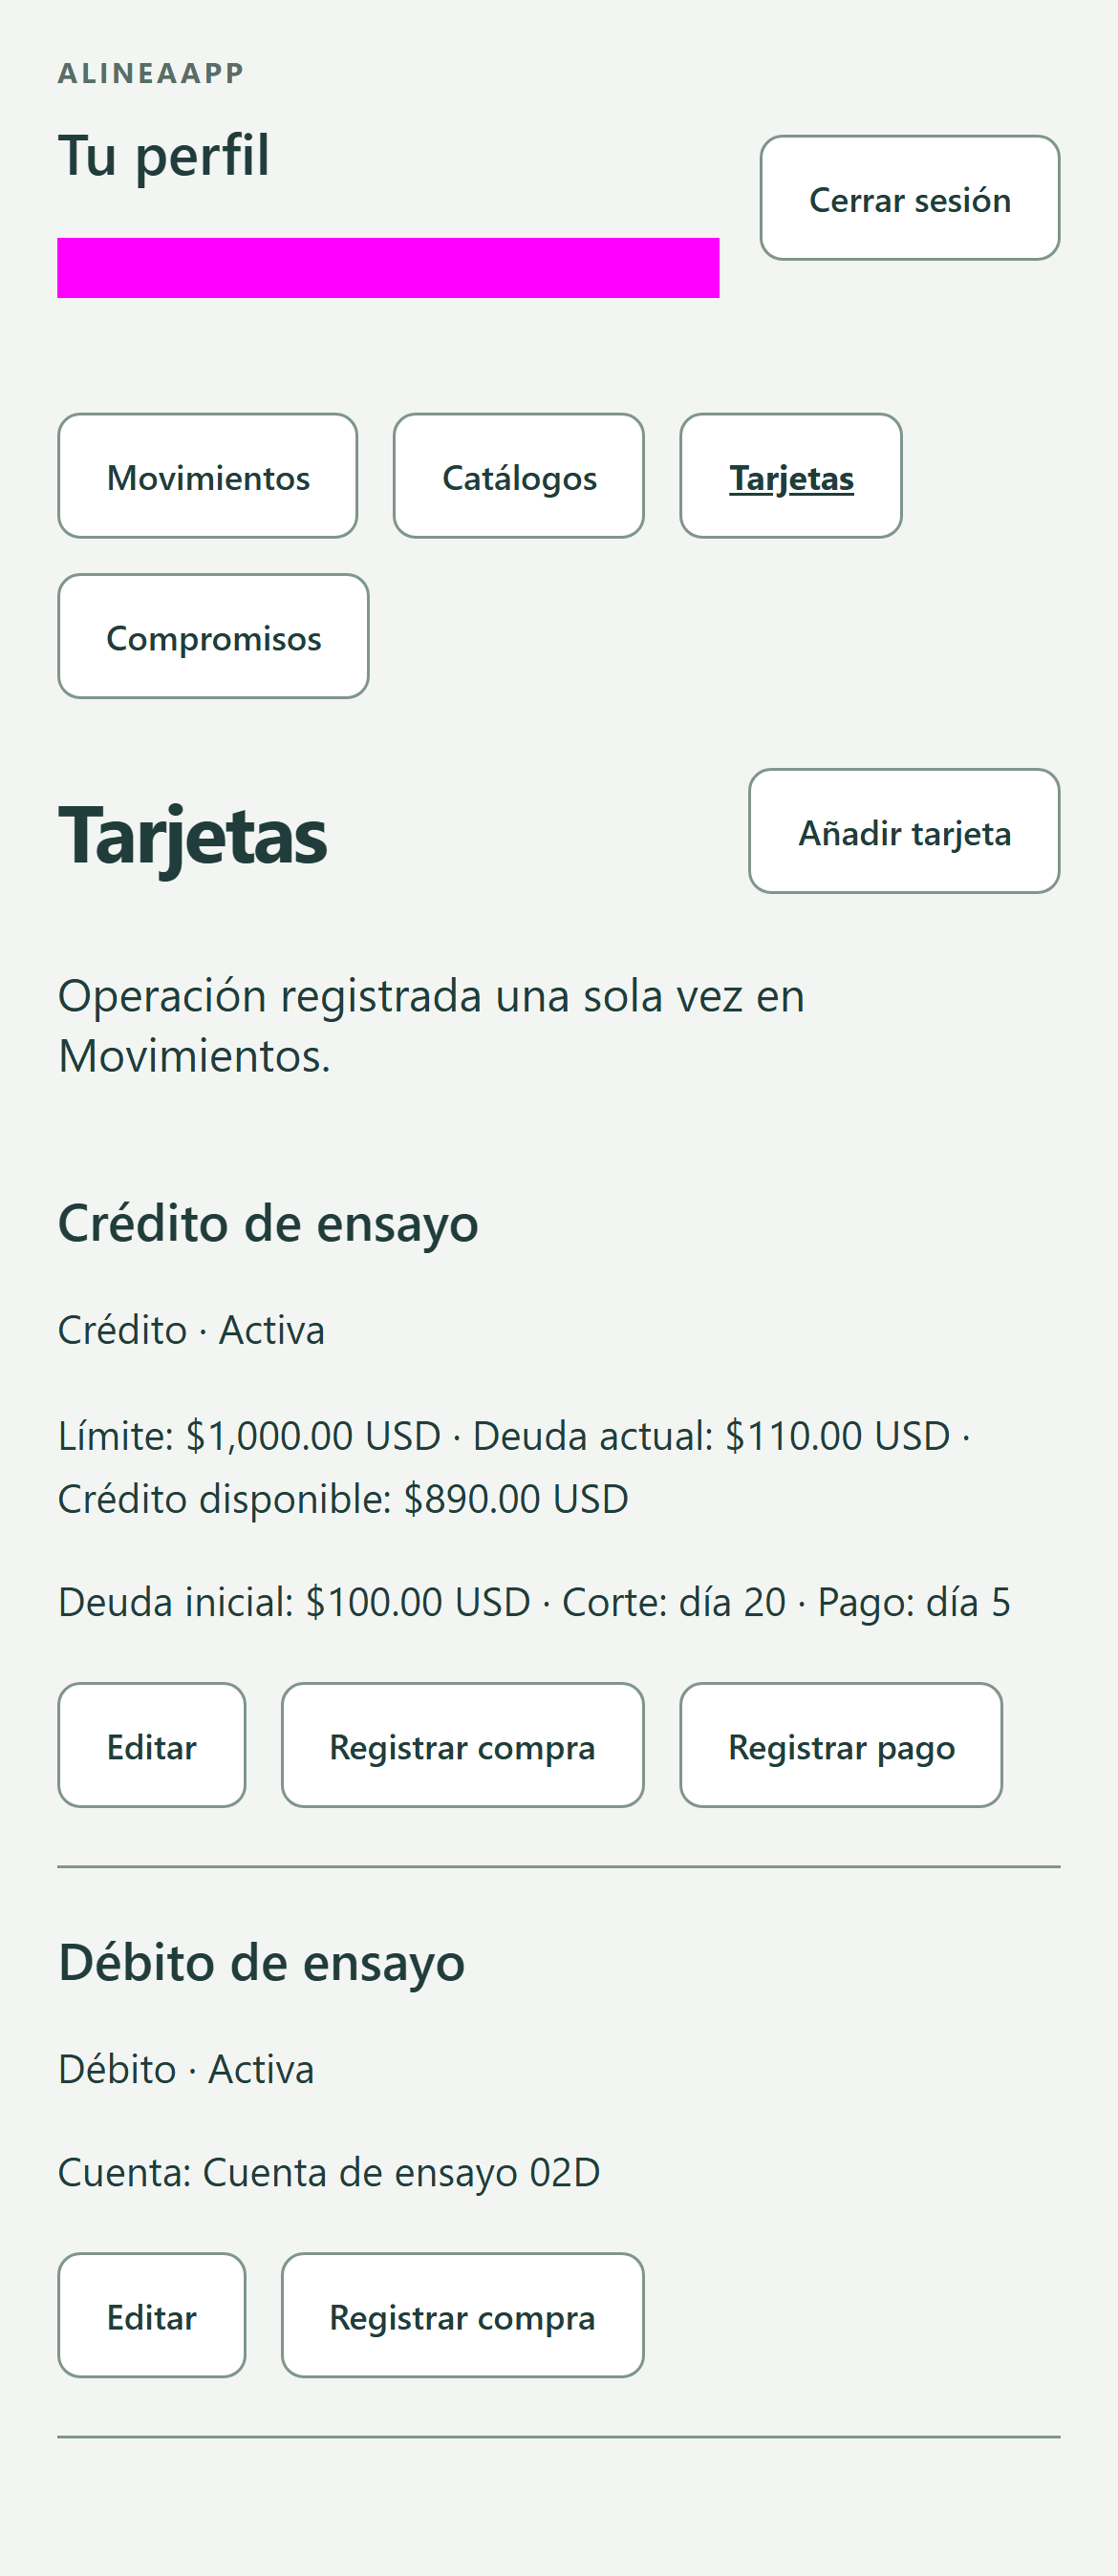 ALINEAAPP
Tu perfil
Cerrar sesión
Movimientos
Catálogos
Tarjetas
Compromisos
Tarjetas
Añadir tarjeta
Operación registrada una sola vez en
Movimientos.
Crédito de ensayo
Crédito · Activa
Límite: $1,000.00 USD · Deuda actual: $110.00 USD ·
Crédito disponible: $890.00 USD
Deuda inicial: $100.00 USD · Corte: día 20 · Pago: día 5
Editar
Registrar compra
Registrar pago
Débito de ensayo
Débito · Activa
Cuenta: Cuenta de ensayo 02D
Editar
Registrar compra